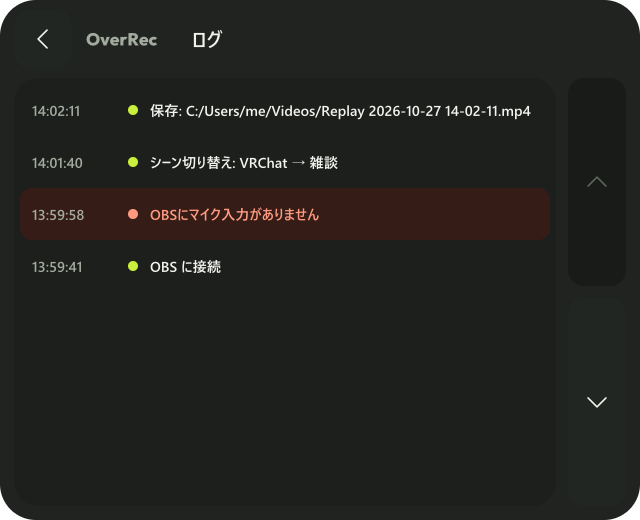 OverRec ログ
14:02:11 保存: C:/Users/me/Videos/Replay 2026-10-27 14-02-11.mp4
14:01:40 シーン切り替え: VRChat → 雑談
13:59:58 OBSにマイク入力がありません
13:59:41 OBS に接続